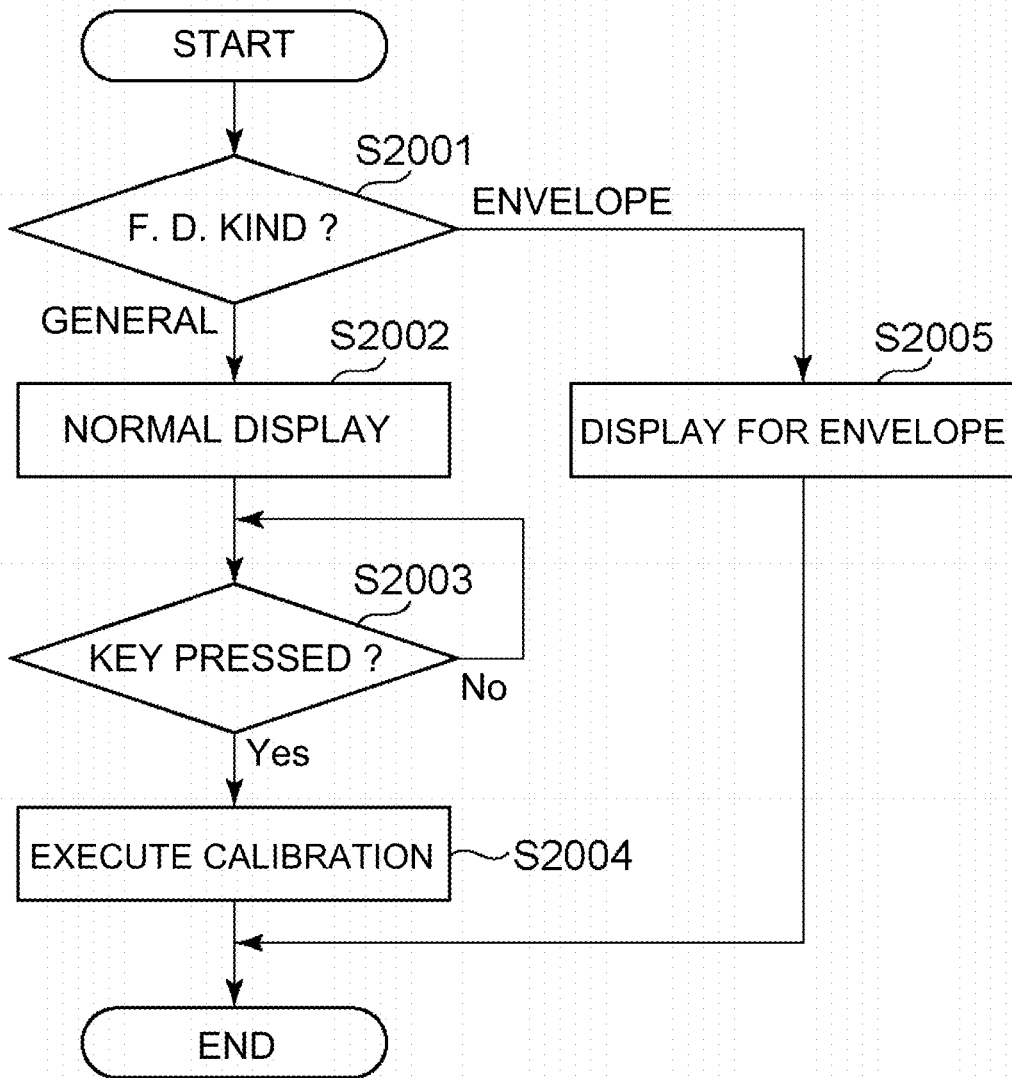 START
S2001
F. D. KIND ?
ENVELOPE
GENERAL
S2002
NORMAL DISPLAY
S2005
DISPLAY FOR ENVELOPE
S2003
KEY PRESSED ?
No
Yes
EXECUTE CALIBRATION
S2004
END